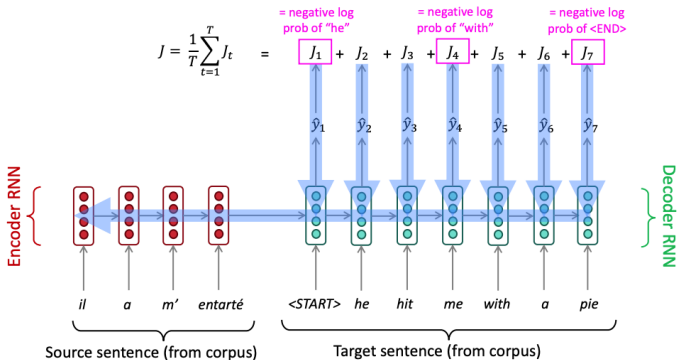 = negative log
prob of “he”
= negative log
prob of “with”
= negative log
prob of <END>
J = 1/T ∑_{t=1}^{T} J_t = J_1 + J_2 + J_3 + J_4 + J_5 + J_6 + J_7
ŷ_1 ŷ_2 ŷ_3 ŷ_4 ŷ_5 ŷ_6 ŷ_7
Encoder RNN
Decoder RNN
il a m’ entarté <START> he hit me with a pie
Source sentence (from corpus)
Target sentence (from corpus)